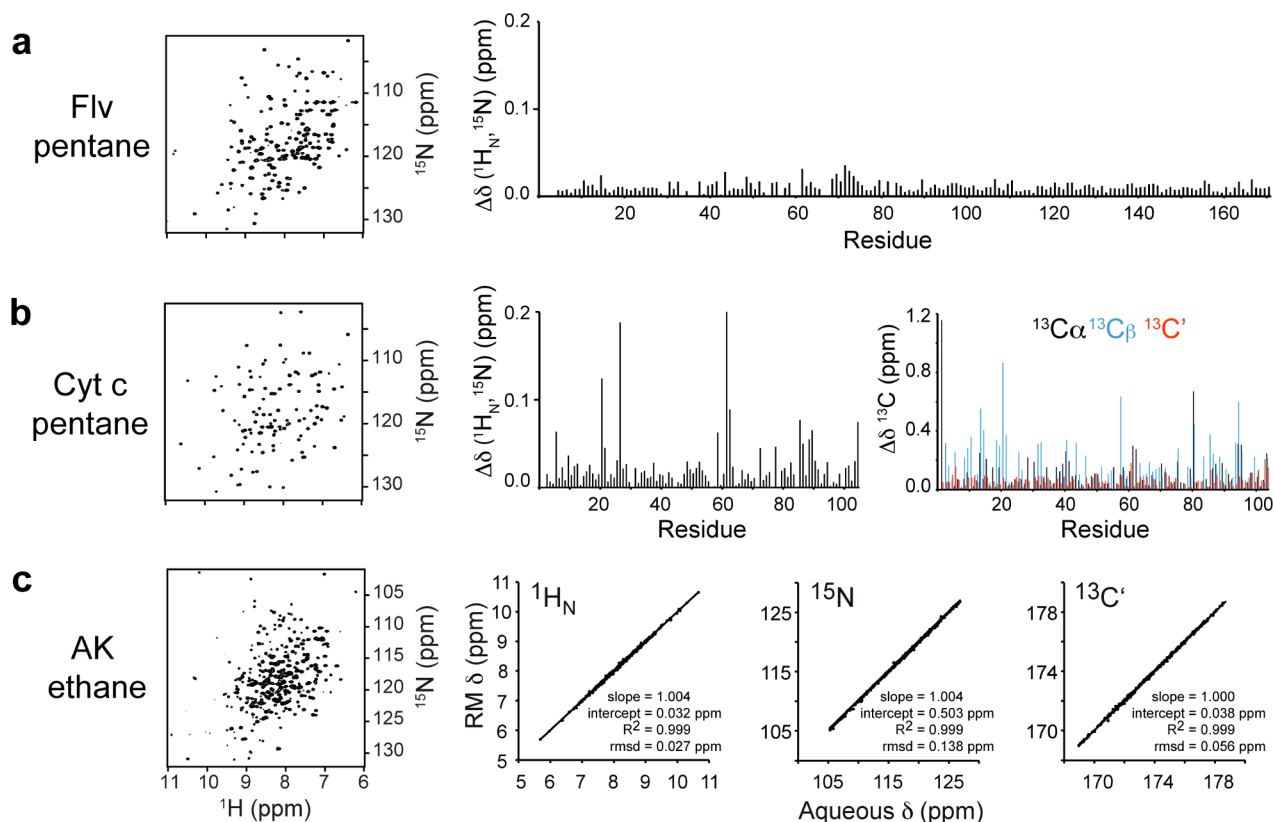 a
Flv
pentane
110
120
130
¹⁵N (ppm)
0.2
0.1
0.0
Δδ (¹H_N, ¹⁵N) (ppm)
20 40 60 80 100 120 140 160
Residue
b
Cyt c
pentane
110
120
130
¹⁵N (ppm)
0.2
0.1
0.0
Δδ (¹H_N, ¹⁵N) (ppm)
20 40 60 80 100
Residue
¹³Cα ¹³Cβ ¹³C’
1.2
0.8
0.4
0.0
Δδ ¹³C (ppm)
20 40 60 80 100
Residue
c
AK
ethane
105
110
115
120
125
130
¹⁵N (ppm)
11 10 9 8 7 6
¹H (ppm)
¹H_N
11
10
9
8
7
6
5
RM δ (ppm)
slope = 1.004
intercept = 0.032 ppm
R² = 0.999
rmsd = 0.027 ppm
5 6 7 8 9 10 11
¹⁵N
125
115
105
slope = 1.004
intercept = 0.503 ppm
R² = 0.999
rmsd = 0.138 ppm
105 115 125
Aqueous δ (ppm)
¹³C‘
178
174
170
slope = 1.000
intercept = 0.038 ppm
R² = 0.999
rmsd = 0.056 ppm
170 174 178